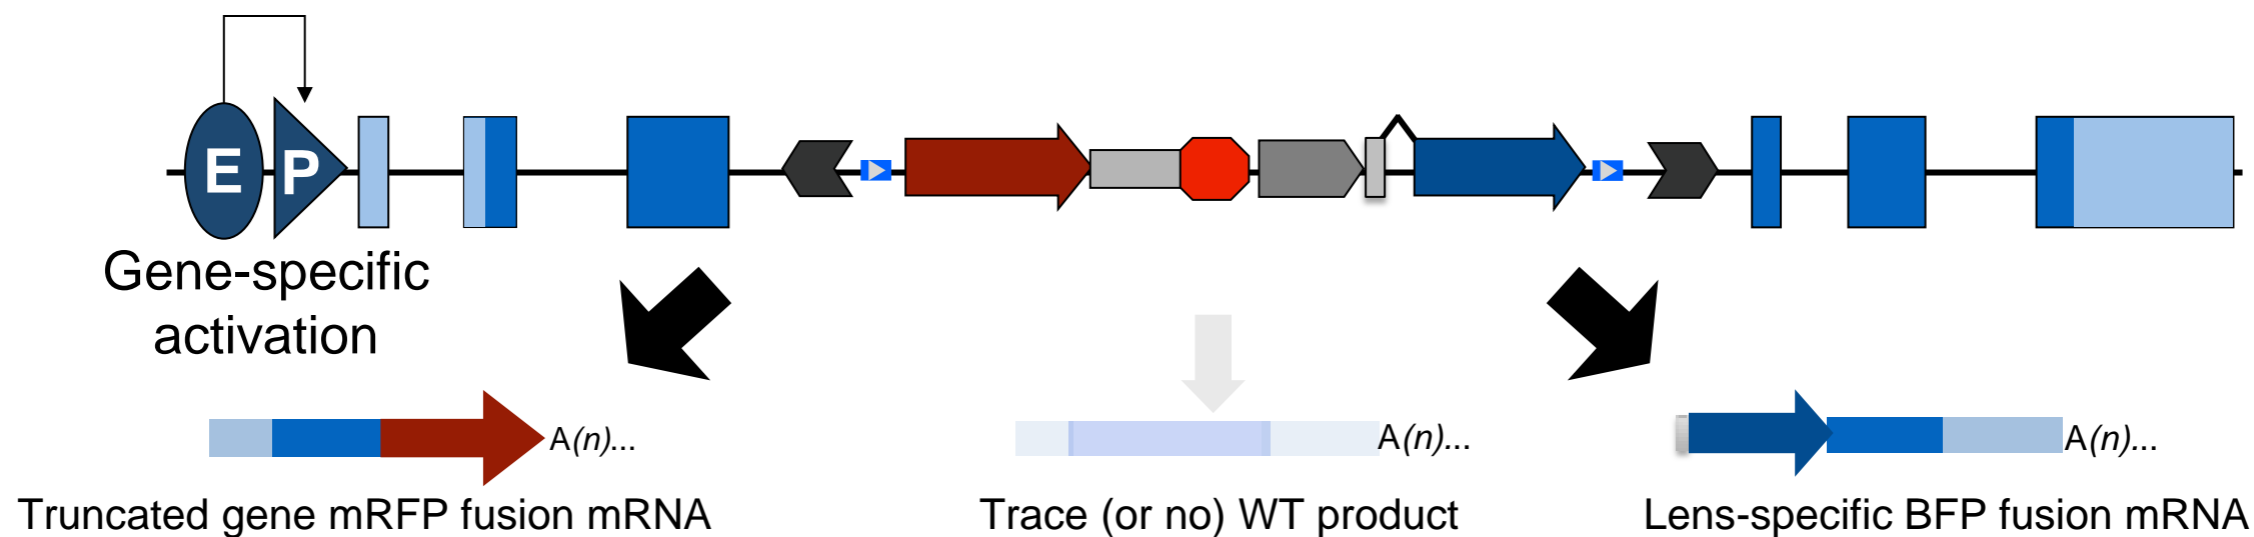 E
P
Gene-specific
activation
A(n)...
A(n)...
A(n)...
Truncated gene mRFP fusion mRNA
Trace (or no) WT product
Lens-specific BFP fusion mRNA